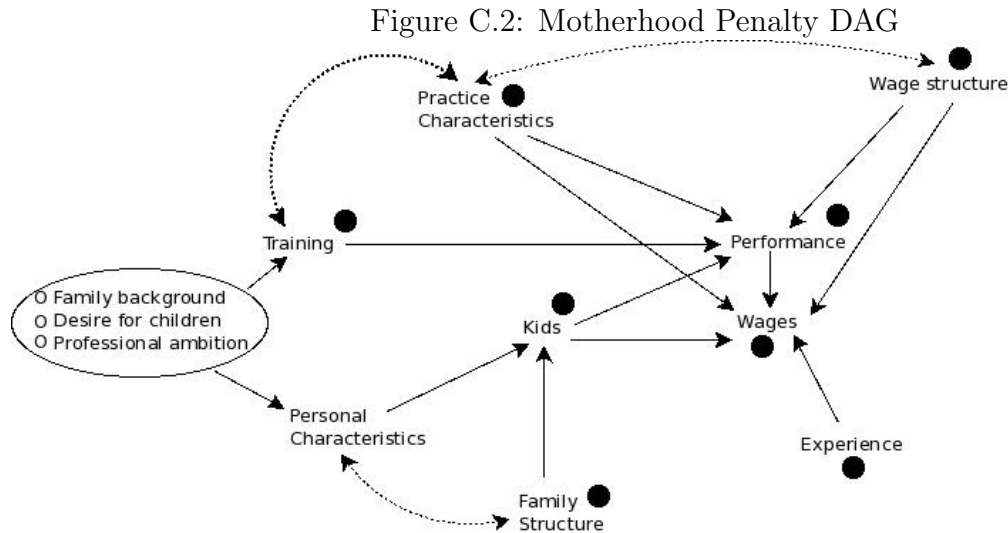 Figure C.2: Motherhood Penalty DAG
Wage structure
Practice
Characteristics
Training
Performance
O Family background
O Desire for children
O Professional ambition
Kids
Wages
Personal
Characteristics
Experience
Family
Structure